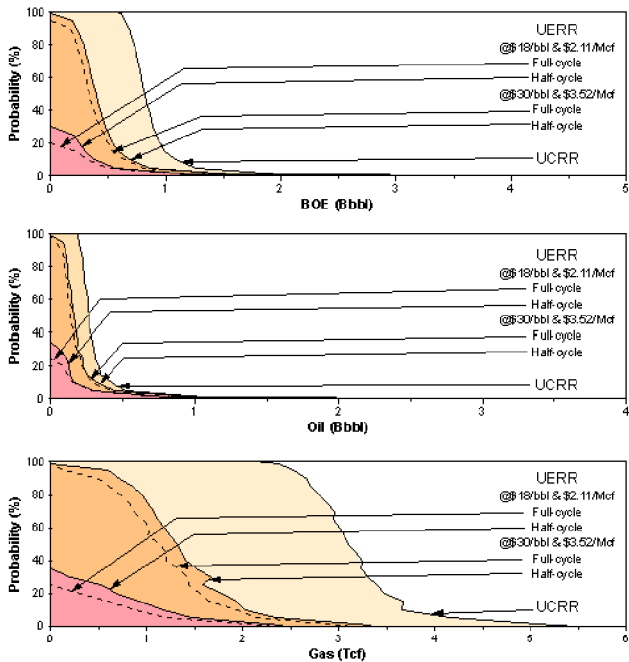 UERR
@$18/bbl & $2.11/Mcf
Full-cycle
Half-cycle
@$30/bbl & $3.52/Mcf
Full-cycle
Half-cycle
UCRR
Probability (%)
100
80
60
40
20
0
0 1 2 3 4 5
BOE (Bbbl)
UERR
@$18/bbl & $2.11/Mcf
Full-cycle
Half-cycle
@$30/bbl & $3.52/Mcf
Full-cycle
Half-cycle
UCRR
Probability (%)
100
80
60
40
20
0
0 1 2 3 4
Oil (Bbbl)
UERR
@$18/bbl & $2.11/Mcf
Full-cycle
Half-cycle
@$30/bbl & $3.52/Mcf
Full-cycle
Half-cycle
UCRR
Probability (%)
100
80
60
40
20
0
0 1 2 3 4 5 6
Gas (Tcf)